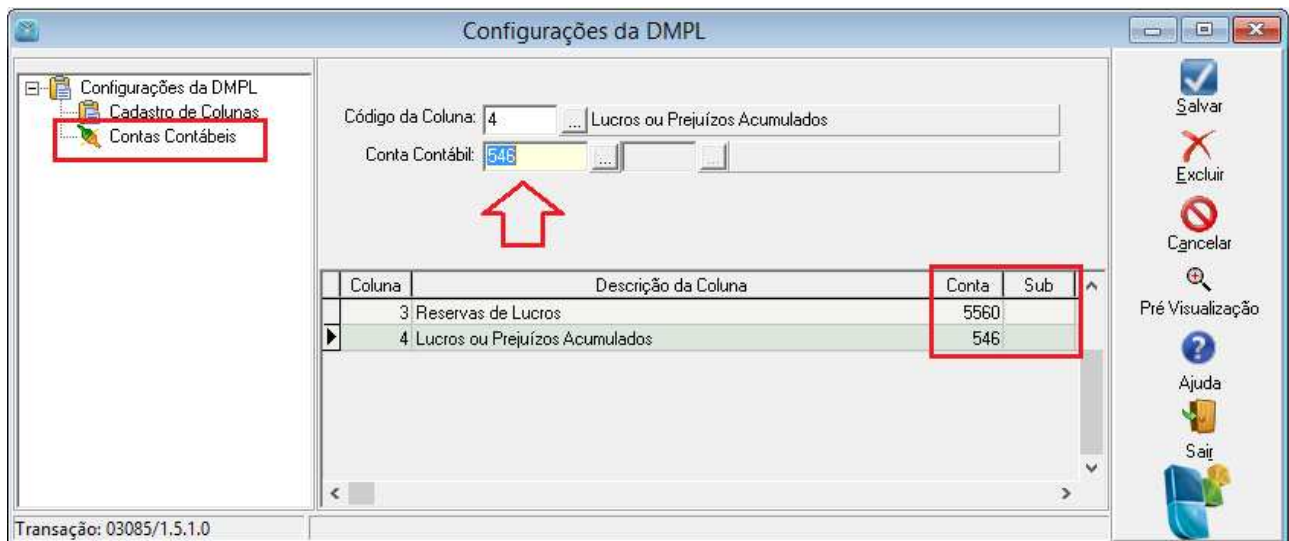 Configurações da DMPL
Configurações da DMPL
Cadastro de Colunas
Contas Contábeis
Código da Coluna: 4 ... Lucros ou Prejuízos Acumulados
Conta Contábil: 546 ... ...
Coluna Descrição da Coluna Conta Sub
3 Reservas de Lucros 5560
4 Lucros ou Prejuízos Acumulados 546
Salvar
Excluir
Cancelar
Pré Visualização
Ajuda
Sair
Transação: 03085/1.5.1.0